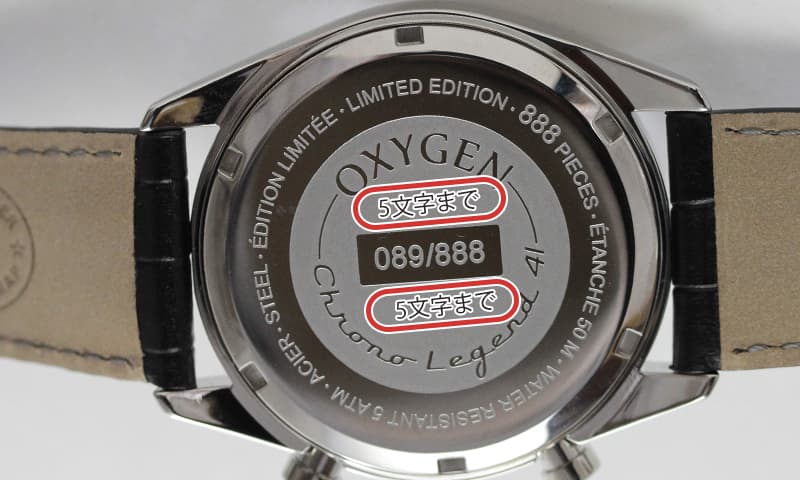 ÉDITION LIMITÉE · LIMITED EDITION · 888 PIECES · ÉTANCHE 50 M · WATER RESISTANT 5 ATM · ACIER · STEEL ·
OXYGEN
5文字まで
089/888
5文字まで
Chrono Legend 41